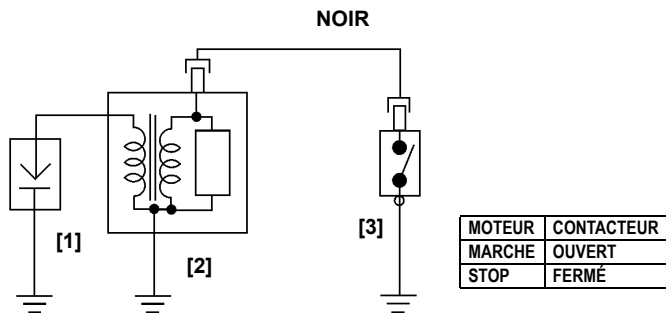 NOIR
[1]
[2]
[3]
MOTEUR CONTACTEUR
MARCHE OUVERT
STOP FERMÉ